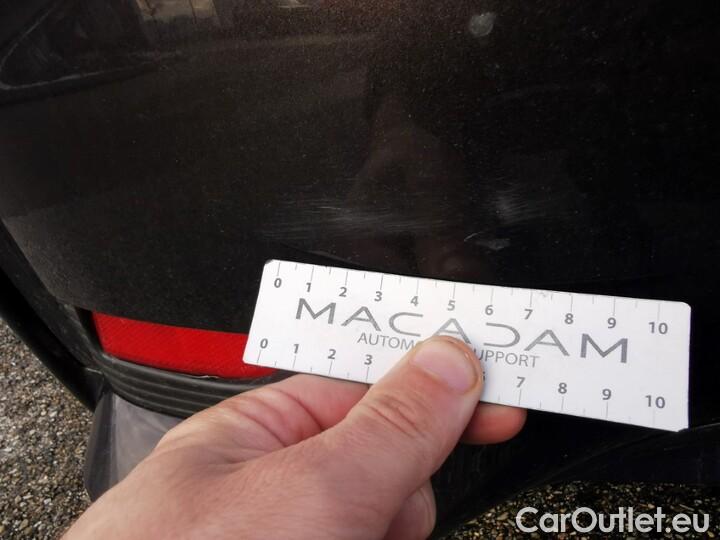 0 1 2 3 4 5 6 7 8 9 10
MACADAM
AUTOM SUPPORT
0 1 2 3 7 8 9 10
CarOutlet.eu